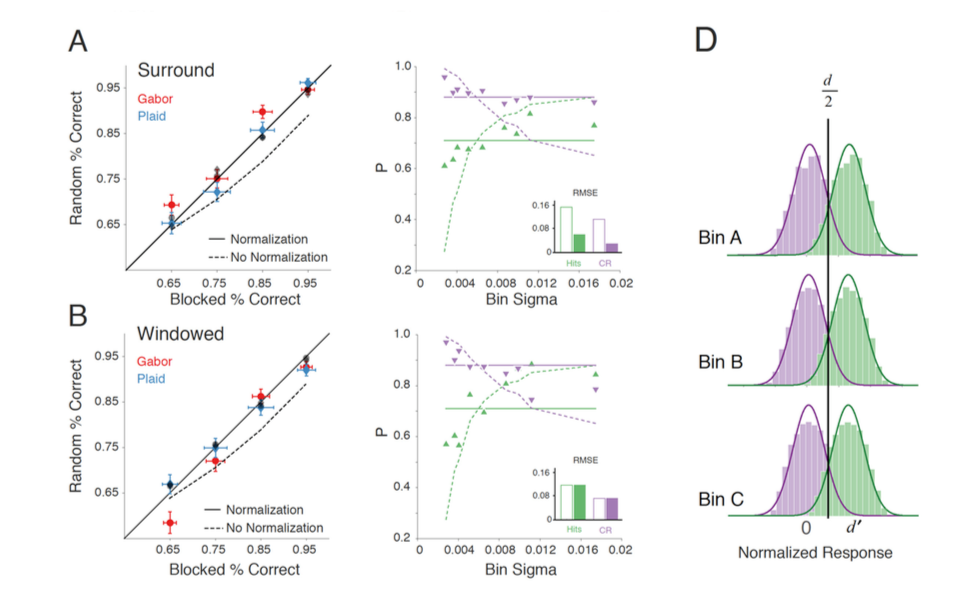 A
Surround
Gabor
Plaid
Random % Correct
0.95
0.85
0.75
0.65
Normalization
No Normalization
0.65 0.75 0.85 0.95
Blocked % Correct
P
1.0
0.8
0.6
0.4
0.2
RMSE
0.16
0.08
0
Hits CR
0 0.004 0.008 0.012 0.016 0.02
Bin Sigma
B
Windowed
Gabor
Plaid
Random % Correct
0.95
0.85
0.75
0.65
Normalization
No Normalization
0.65 0.75 0.85 0.95
Blocked % Correct
P
1.0
0.8
0.6
0.4
0.2
RMSE
0.16
0.08
0
Hits CR
0 0.004 0.008 0.012 0.016 0.02
Bin Sigma
D
d
2
Bin A
Bin B
Bin C
0 d′
Normalized Response